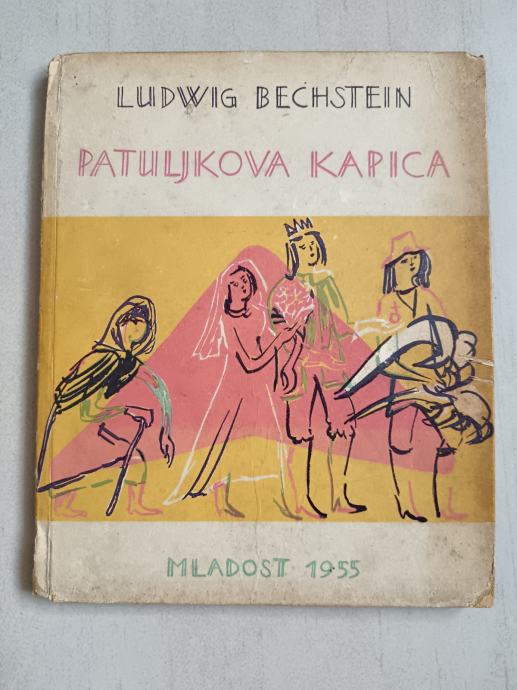 LUDWIG BECHSTEIN
PATULJKOVA KAPICA
MLADOST 1955